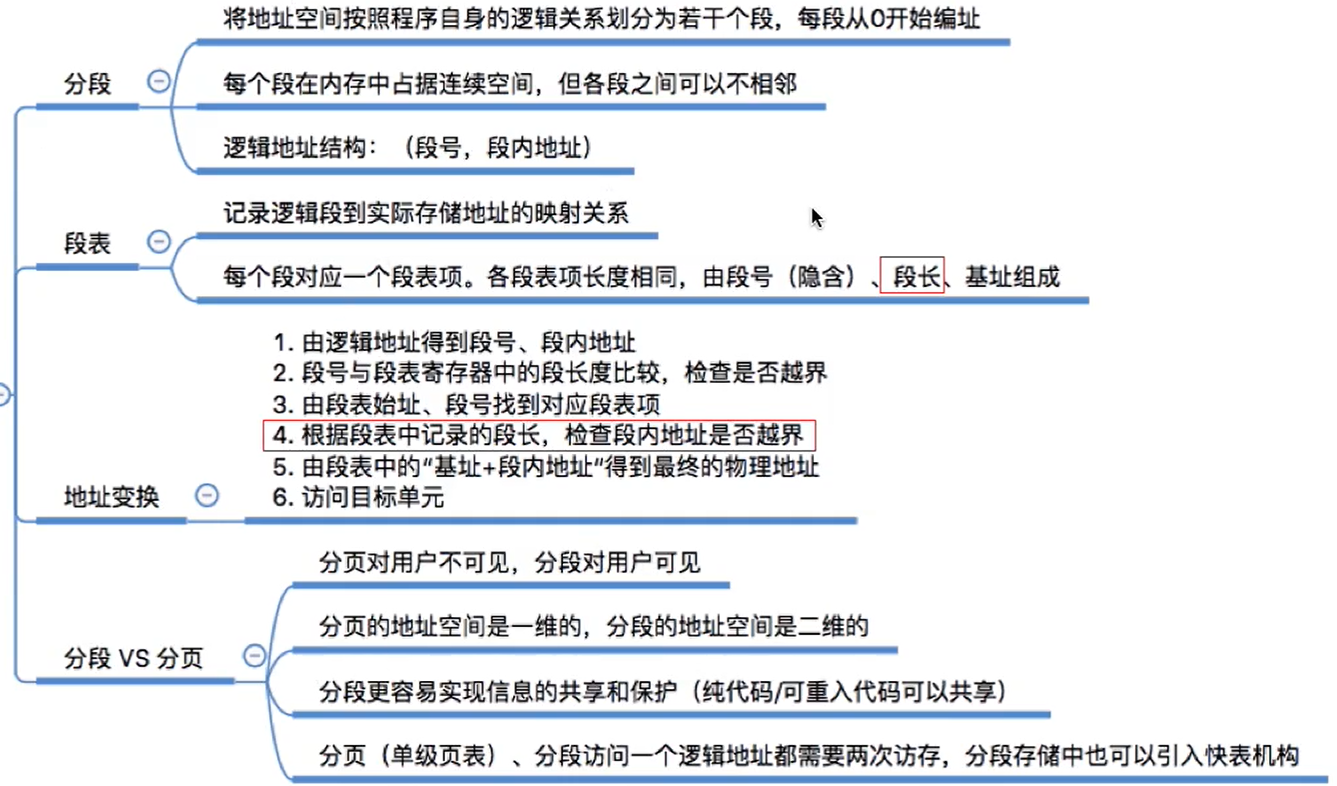 分段
将地址空间按照程序自身的逻辑关系划分为若干个段，每段从0开始编址
每个段在内存中占据连续空间，但各段之间可以不相邻
逻辑地址结构：（段号，段内地址）
段表
记录逻辑段到实际存储地址的映射关系
每个段对应一个段表项。各段表项长度相同，由段号（隐含）、段长、基址组成
地址变换
1. 由逻辑地址得到段号、段内地址
2. 段号与段表寄存器中的段长度比较，检查是否越界
3. 由段表始址、段号找到对应段表项
4. 根据段表中记录的段长，检查段内地址是否越界
5. 由段表中的“基址+段内地址”得到最终的物理地址
6. 访问目标单元
分段 VS 分页
分页对用户不可见，分段对用户可见
分页的地址空间是一维的，分段的地址空间是二维的
分段更容易实现信息的共享和保护（纯代码/可重入代码可以共享）
分页（单级页表）、分段访问一个逻辑地址都需要两次访存，分段存储中也可以引入快表机构